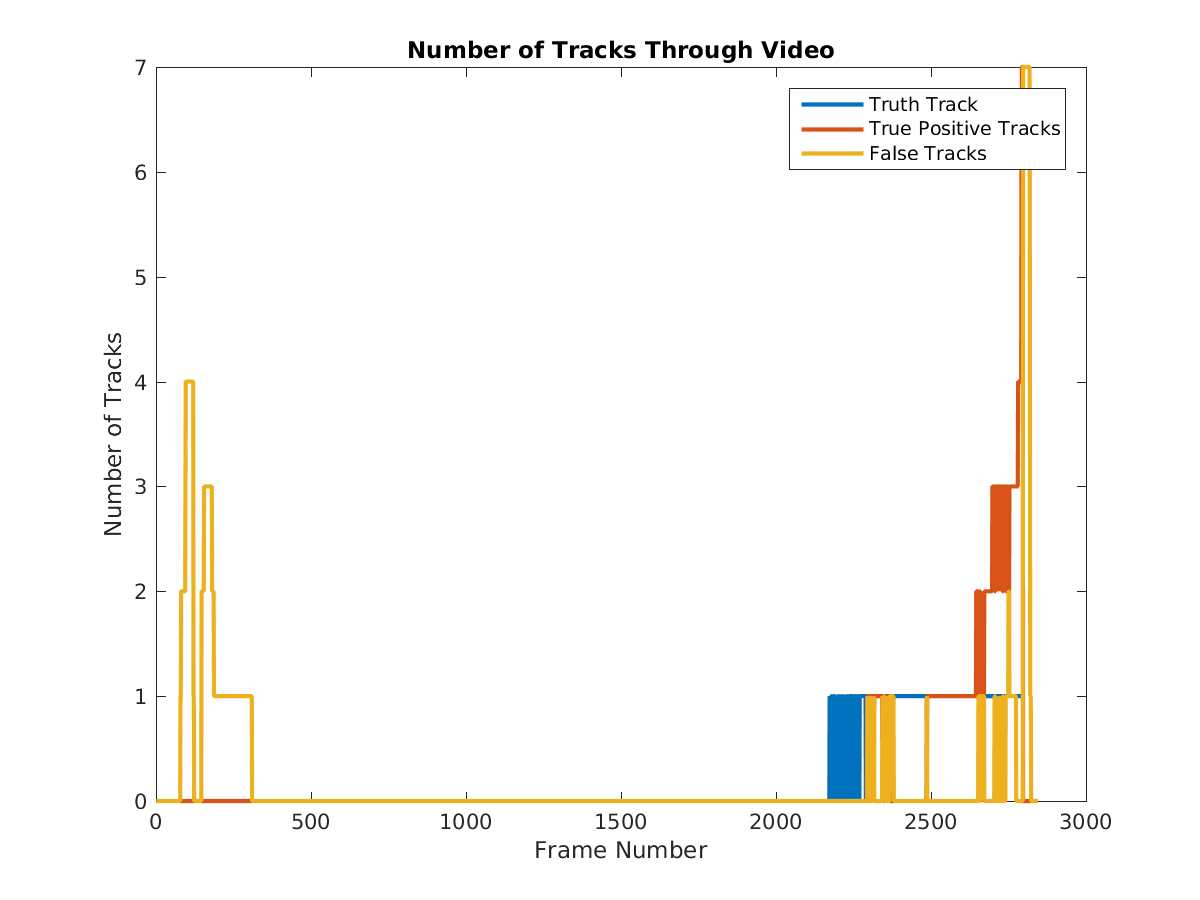 Number of Tracks Through Video
Truth Track
True Positive Tracks
False Tracks
7
6
5
4
3
2
1
0
Number of Tracks
0 500 1000 1500 2000 2500 3000
Frame Number